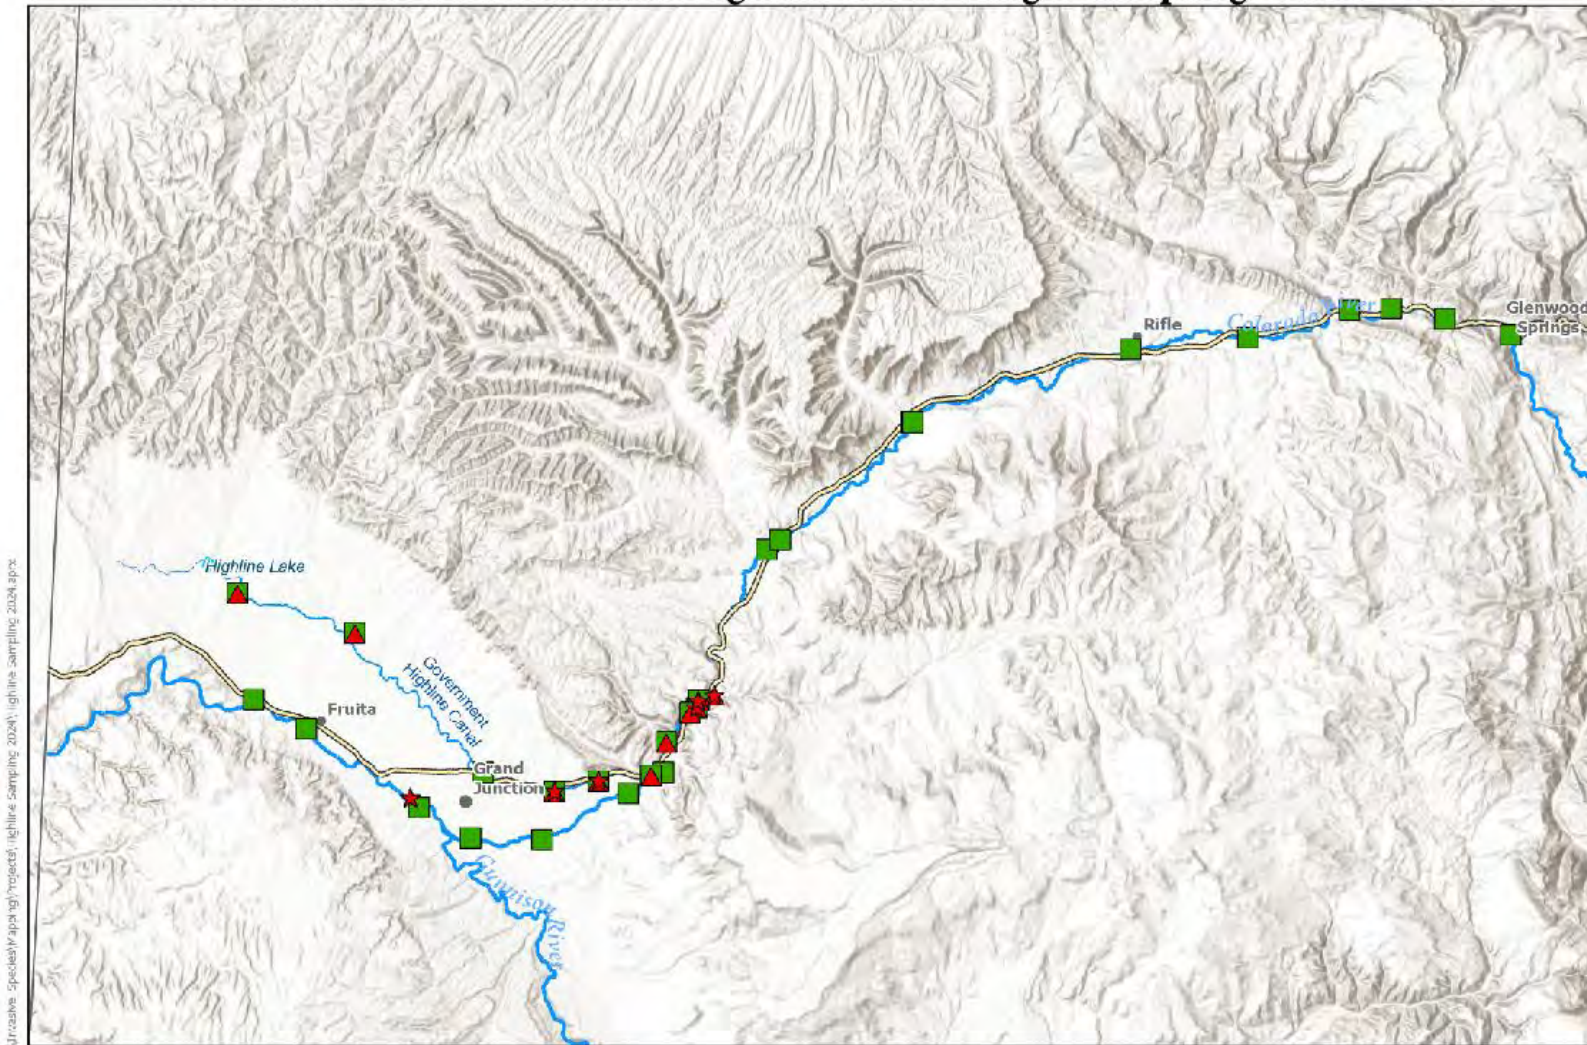 Rifle
Colorado River
Glenwood
Springs
Highline Lake
Government
Highline Canal
Fruita
Grand
Junction
Gunnison River